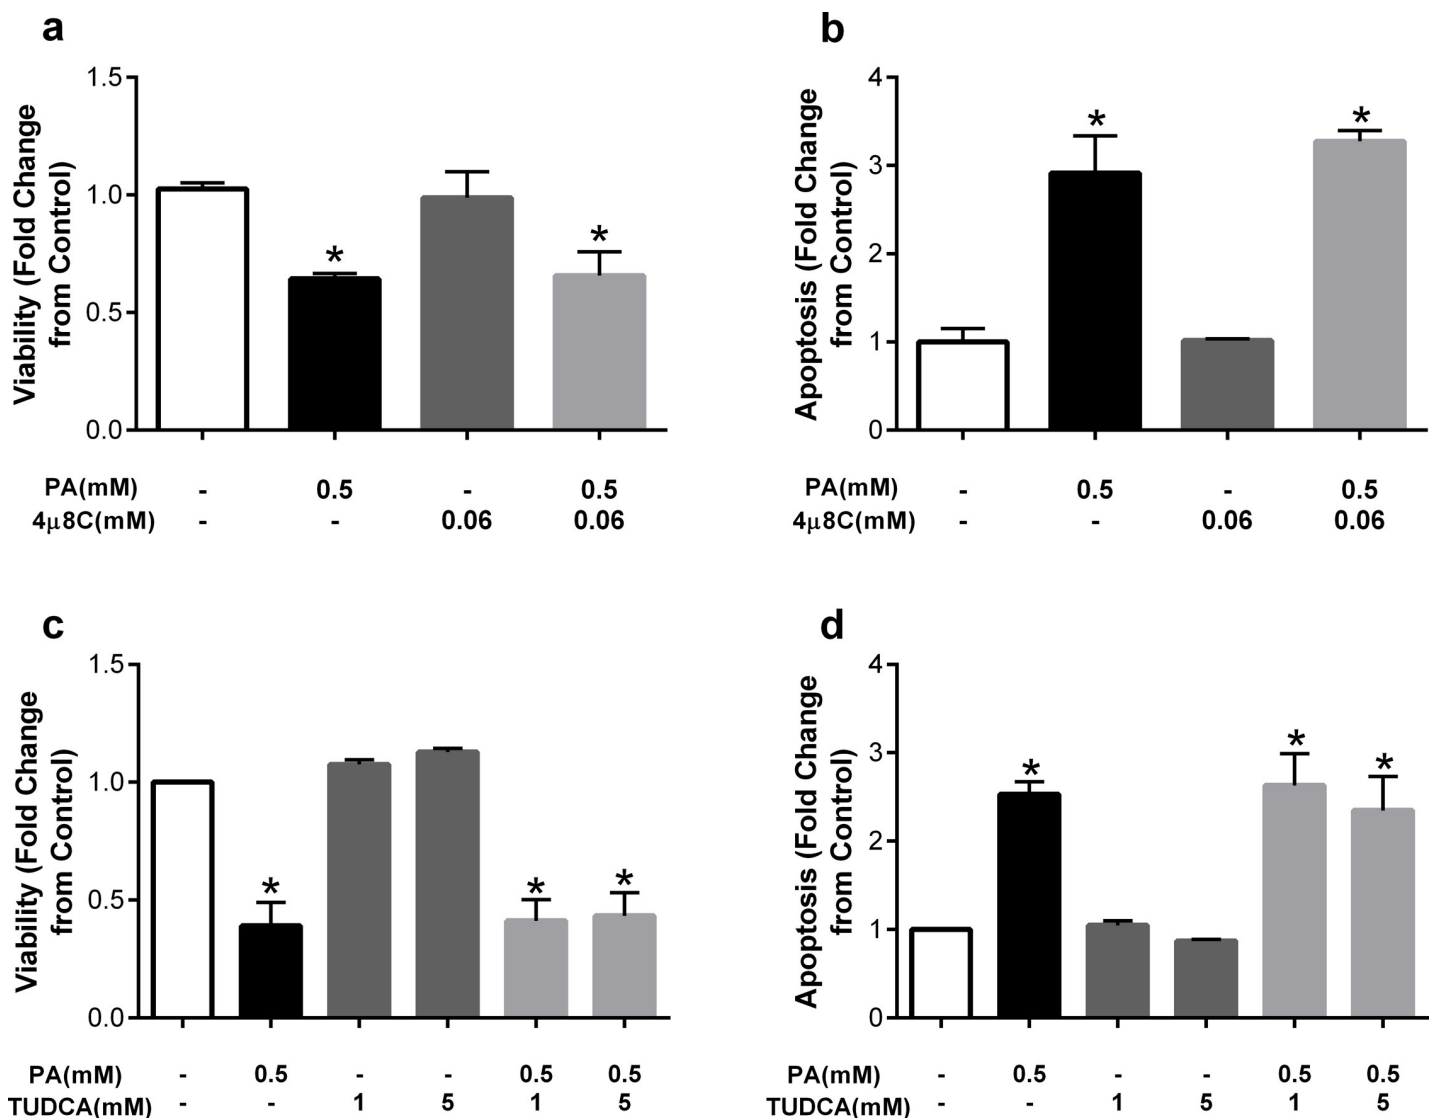 a
Viability (Fold Change
from Control)
1.5
1.0
0.5
0.0
*
*
PA(mM) - 0.5 - 0.5
4μ8C(mM) - - 0.06 0.06
b
Apoptosis (Fold Change
from Control)
4
3
2
1
0
*
*
PA(mM) - 0.5 - 0.5
4μ8C(mM) - - 0.06 0.06
c
Viability (Fold Change
from Control)
1.5
1.0
0.5
0.0
*
*
*
PA(mM) - 0.5 - - 0.5 0.5
TUDCA(mM) - - 1 5 1 5
d
Apoptosis (Fold Change
from Control)
4
3
2
1
0
*
*
*
PA(mM) - 0.5 - - 0.5 0.5
TUDCA(mM) - - 1 5 1 5